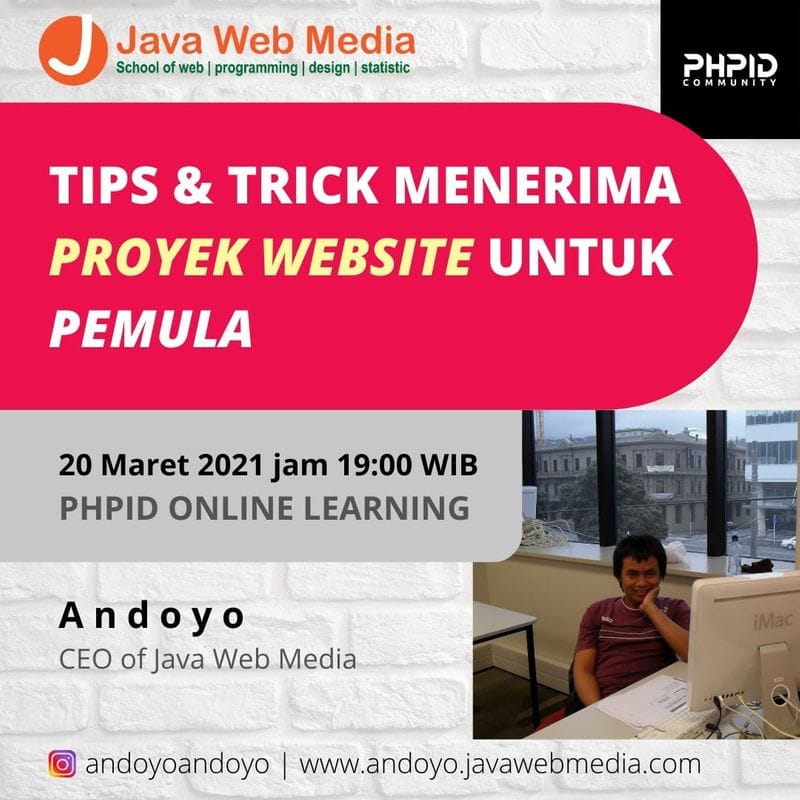 Java Web Media
School of web | programming | design | statistic
PHPID
COMMUNITY
TIPS & TRICK MENERIMA
PROYEK WEBSITE UNTUK
PEMULA
20 Maret 2021 jam 19:00 WIB
PHPID ONLINE LEARNING
Andoyo
CEO of Java Web Media
iMac
andoyoandoyo | www.andoyo.javawebmedia.com